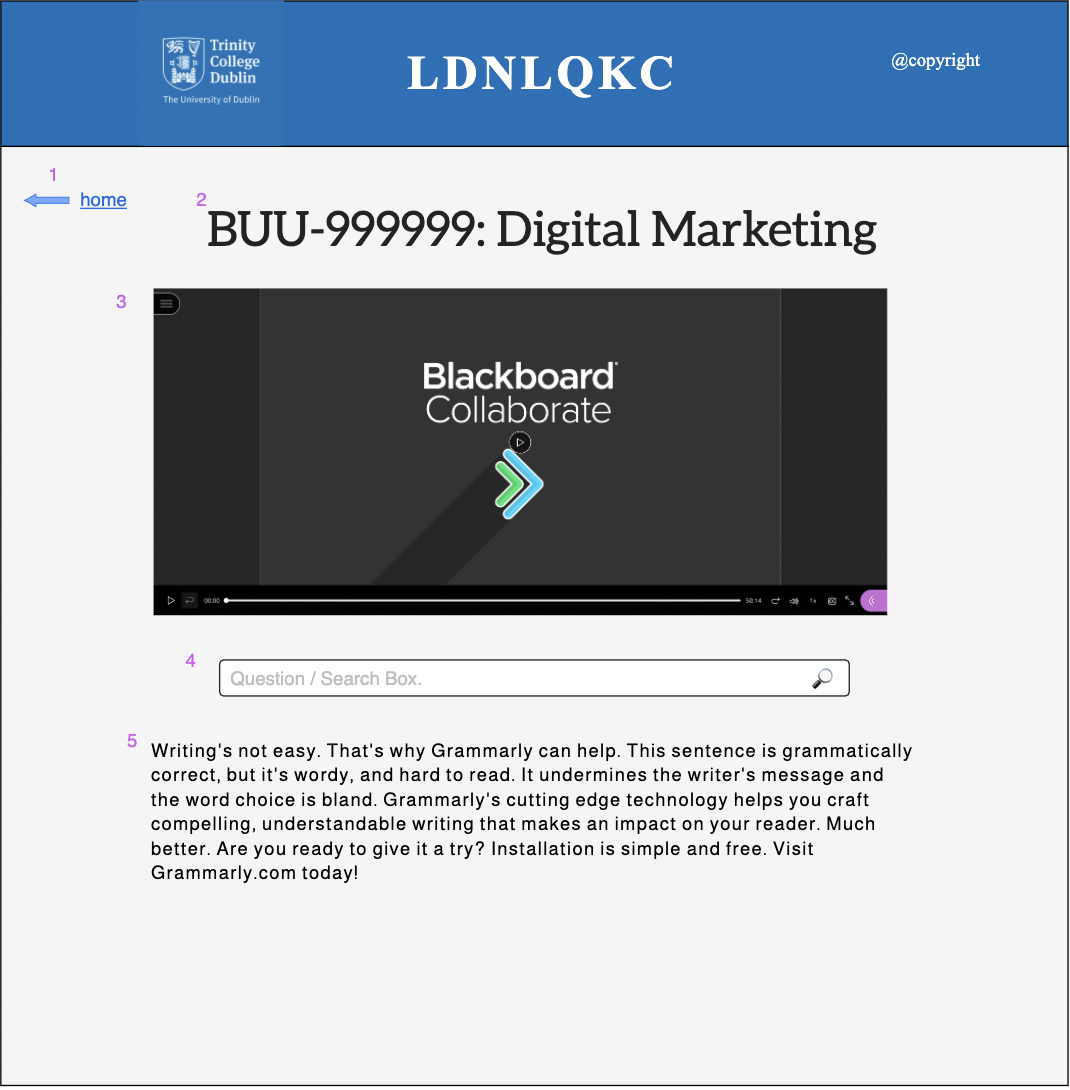 Trinity
College
Dublin
The University of Dublin
LDNLQKC
@copyright
1
home
2
BUU-999999: Digital Marketing
3
Blackboard
Collaborate
00:00
50:14
1x
4
Question / Search Box.
5
Writing's not easy. That's why Grammarly can help. This sentence is grammatically
correct, but it's wordy, and hard to read. It undermines the writer's message and
the word choice is bland. Grammarly's cutting edge technology helps you craft
compelling, understandable writing that makes an impact on your reader. Much
better. Are you ready to give it a try? Installation is simple and free. Visit
Grammarly.com today!